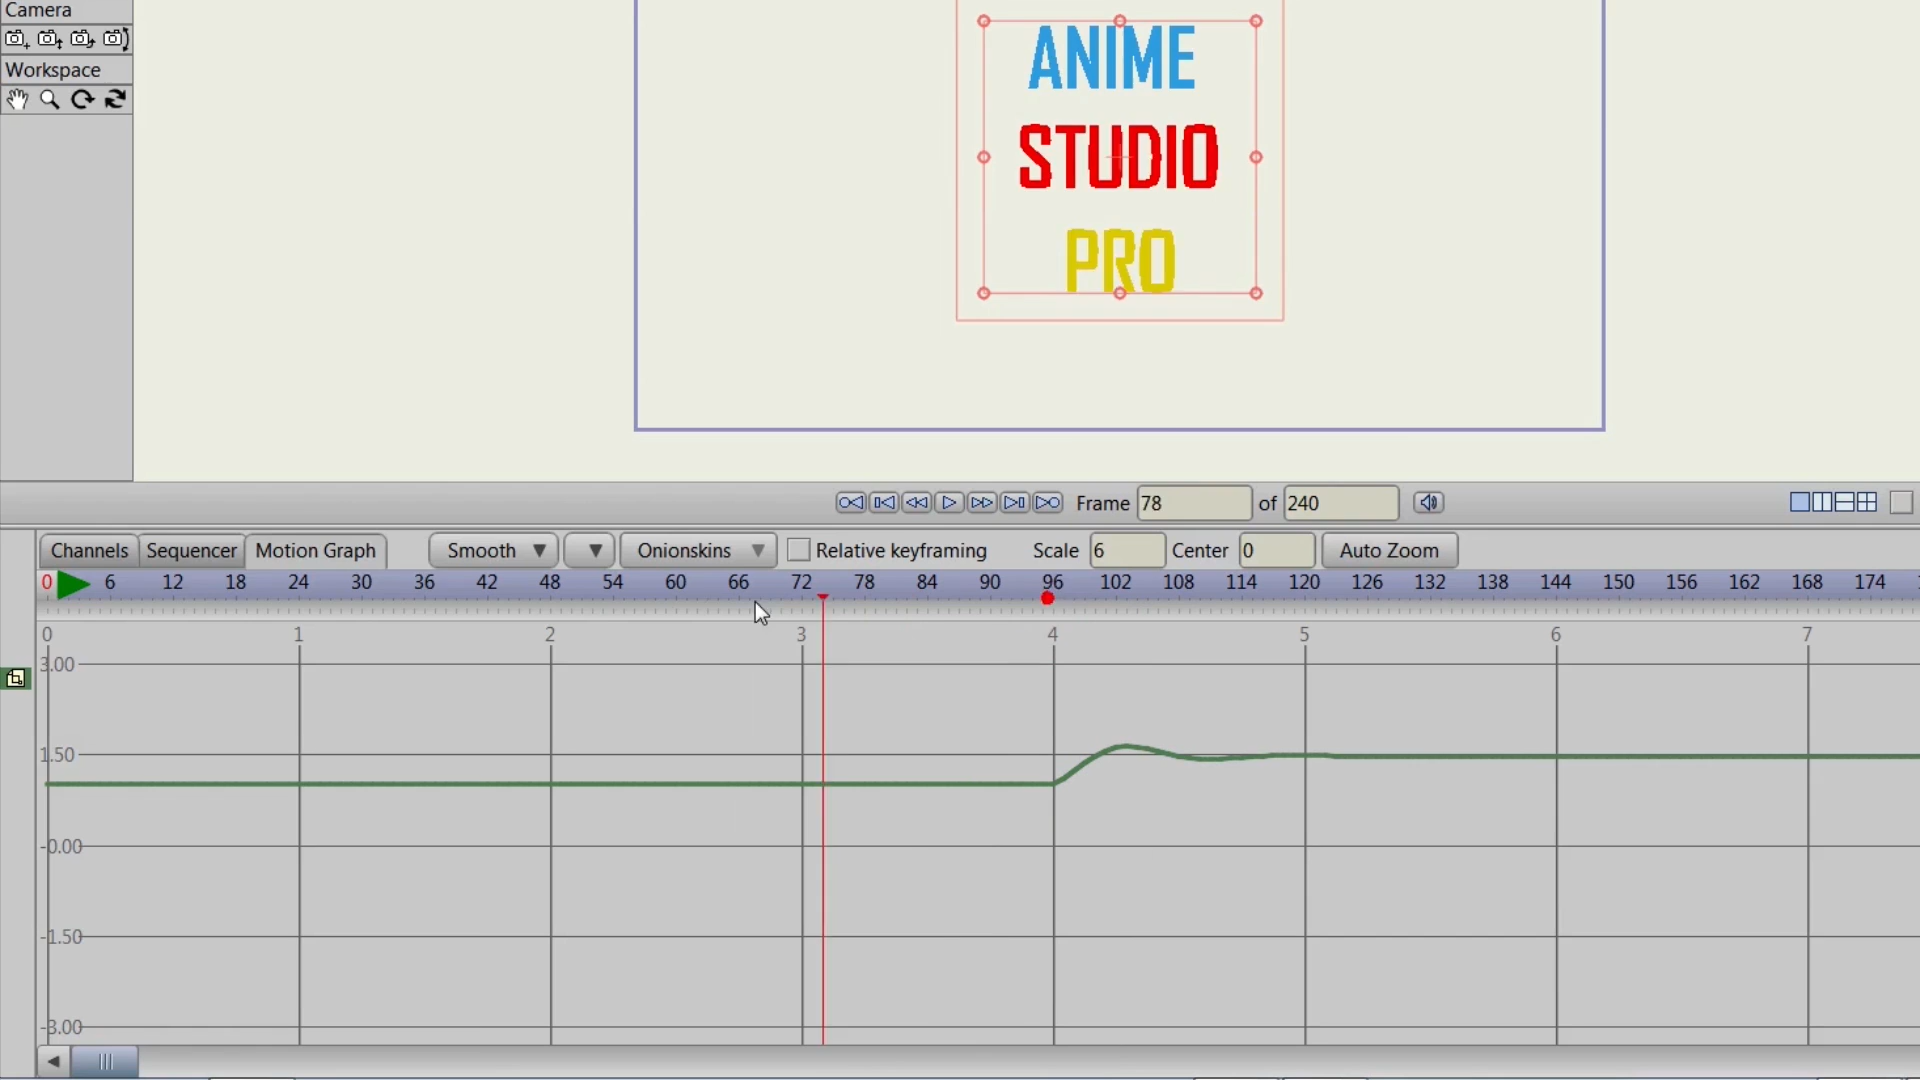 Camera
Workspace
ANIME
STUDIO
PRO
Frame 78 of 240
Channels Sequencer Motion Graph Smooth Onionskins Relative keyframing Scale 6 Center 0 Auto Zoom
0 6 12 18 24 30 36 42 48 54 60 66 72 78 84 90 96 102 108 114 120 126 132 138 144 150 156 162 168 174
0 1 2 3 4 5 6 7
3.00
1.50
-0.00
-1.50
-3.00